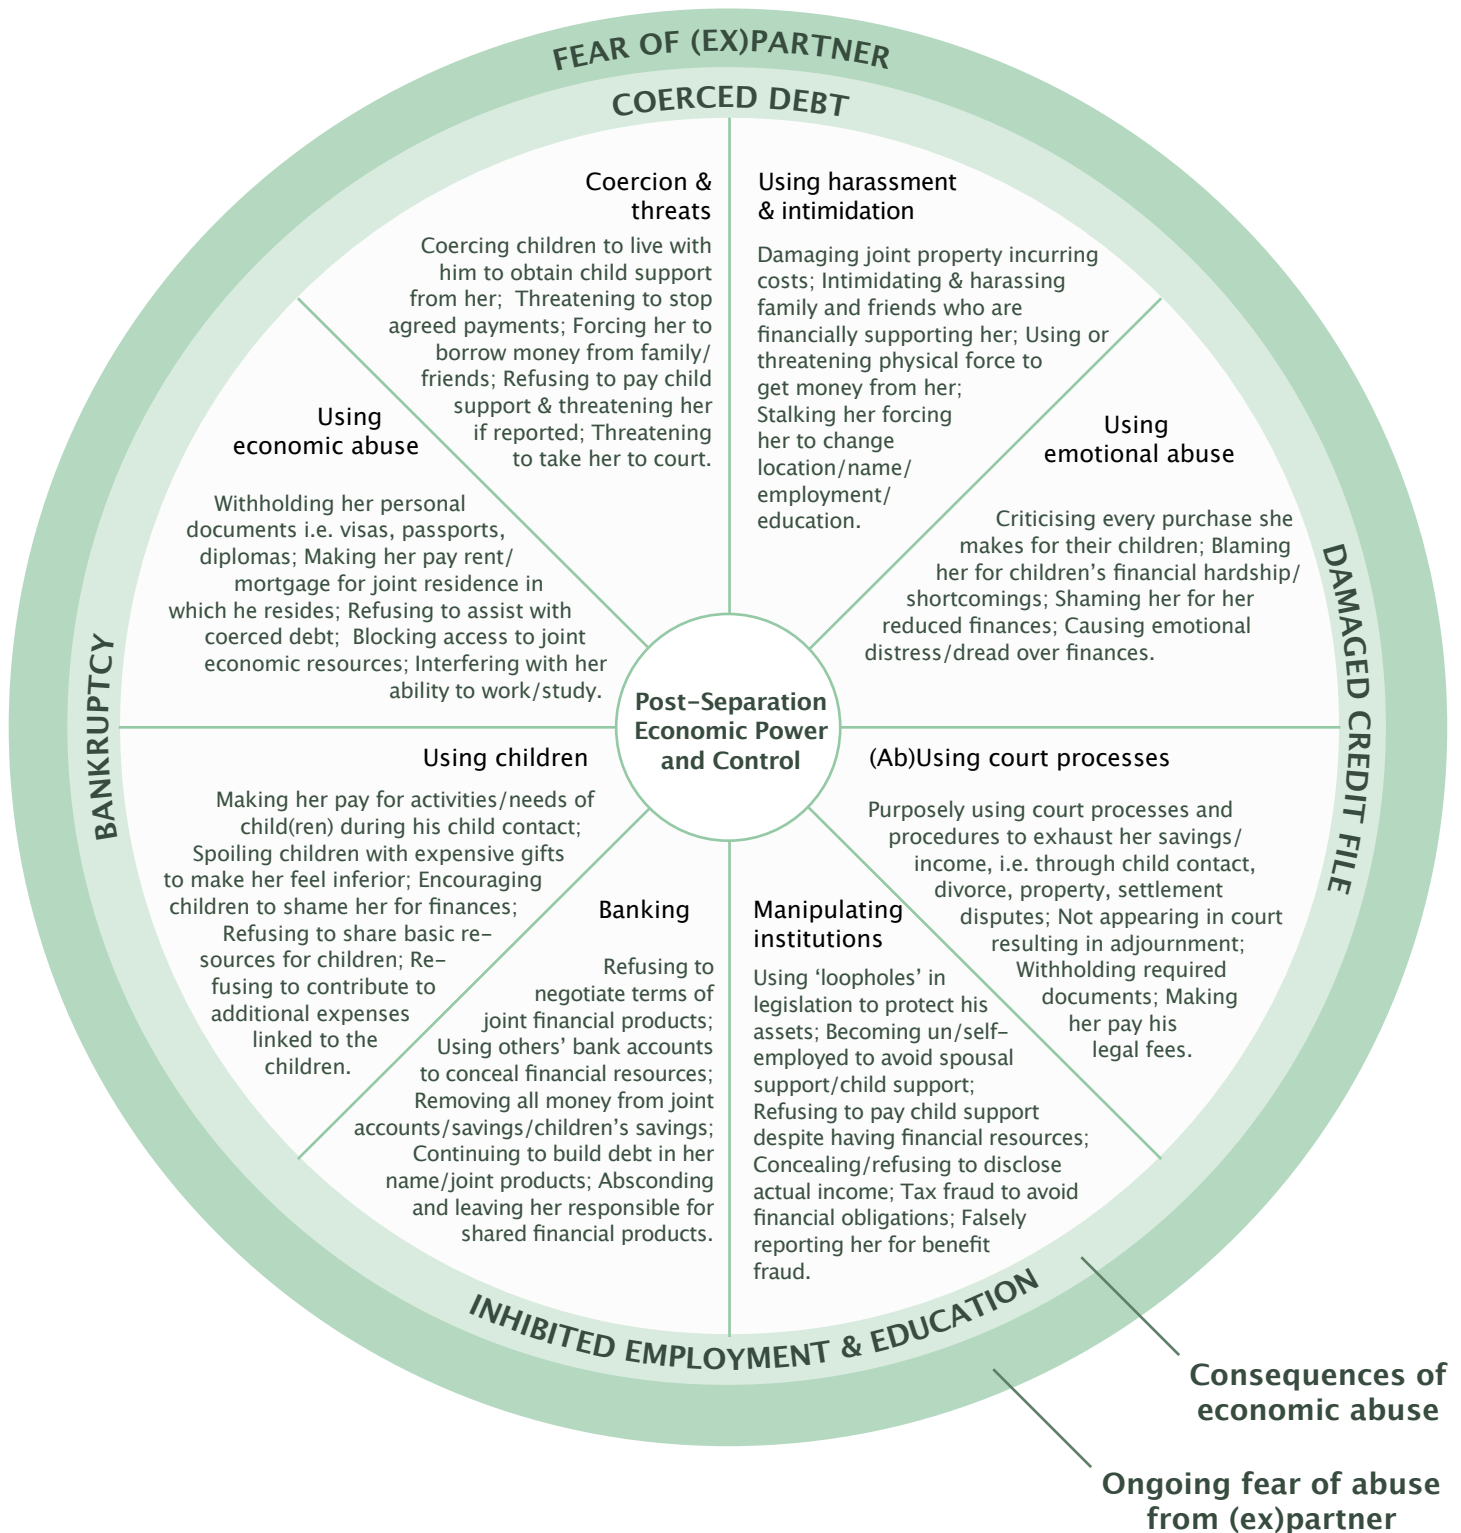 FEAR OF (EX)PARTNER
COERCED DEBT
Coercion &
threats
Coercing children to live with
him to obtain child support
from her;  Threatening to stop
agreed payments; Forcing her to
borrow money from family/
friends; Refusing to pay child
support & threatening her
if reported; Threatening
to take her to court.
Using harassment
& intimidation
Damaging joint property incurring
costs; Intimidating & harassing
family and friends who are
financially supporting her; Using or
threatening physical force to
get money from her;
Stalking her forcing
her to change
location/name/
employment/
education.
Using
emotional abuse
Criticising every purchase she
makes for their children; Blaming
her for children’s financial hardship/
shortcomings; Shaming her for her
reduced finances; Causing emotional
distress/dread over finances.
DAMAGED CREDIT FILE
(Ab)Using court processes
Purposely using court processes and
procedures to exhaust her savings/
income, i.e. through child contact,
divorce, property, settlement
disputes; Not appearing in court
resulting in adjournment;
Withholding required
documents; Making
her pay his
legal fees.
Manipulating
institutions
Using ‘loopholes’ in
legislation to protect his
assets; Becoming un/self-
employed to avoid spousal
support/child support;
Refusing to pay child support
despite having financial resources;
Concealing/refusing to disclose
actual income; Tax fraud to avoid
financial obligations; Falsely
reporting her for benefit
fraud.
INHIBITED EMPLOYMENT & EDUCATION
Banking
Refusing to
negotiate terms of
joint financial products;
Using others’ bank accounts
to conceal financial resources;
Removing all money from joint
accounts/savings/children’s savings;
Continuing to build debt in her
name/joint products; Absconding
and leaving her responsible for
shared financial products.
Using children
Making her pay for activities/needs of
child(ren) during his child contact;
Spoiling children with expensive gifts
to make her feel inferior; Encouraging
children to shame her for finances;
Refusing to share basic re-
sources for children; Re-
fusing to contribute to
additional expenses
linked to the
children.
BANKRUPTCY
Using
economic abuse
Withholding her personal
documents i.e. visas, passports,
diplomas; Making her pay rent/
mortgage for joint residence in
which he resides; Refusing to assist with
coerced debt;  Blocking access to joint
economic resources; Interfering with her
ability to work/study.
Post-Separation
Economic Power
and Control
Consequences of
economic abuse
Ongoing fear of abuse
from (ex)partner